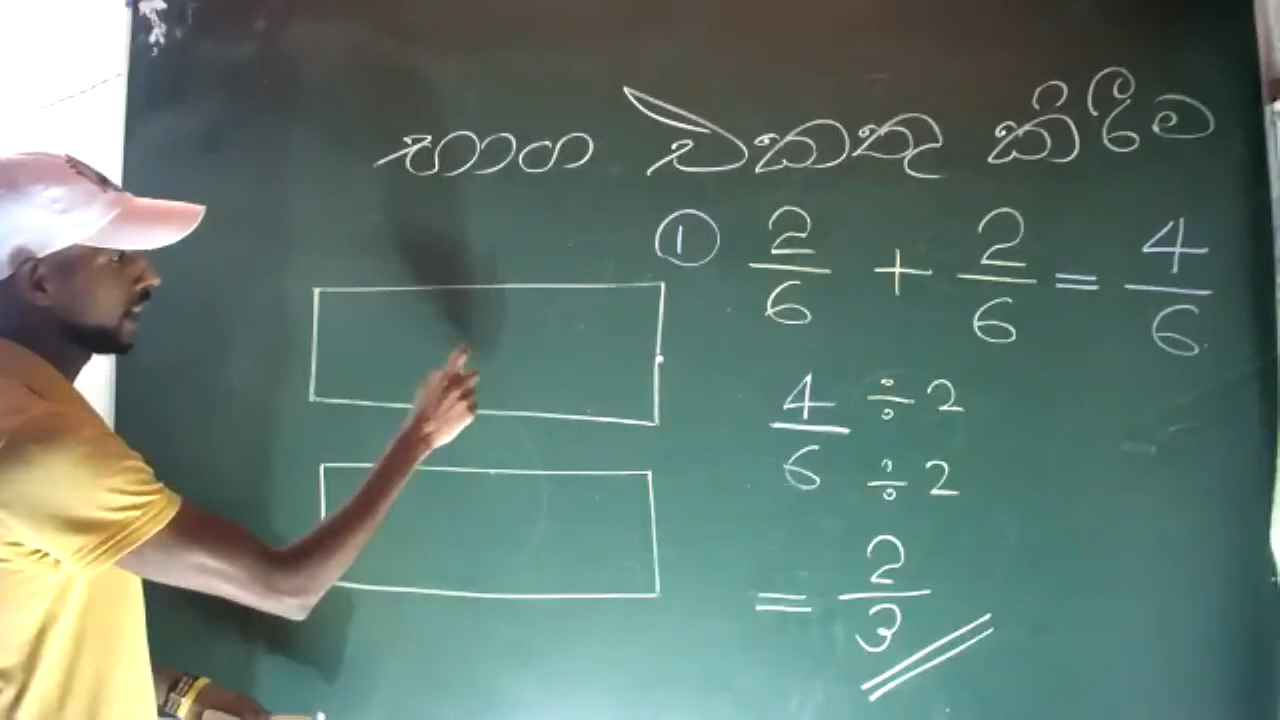 භාග එකතු කිරීම
① 2/6 + 2/6 = 4/6
4/6 ÷ 2 ÷ 2
= 2/3